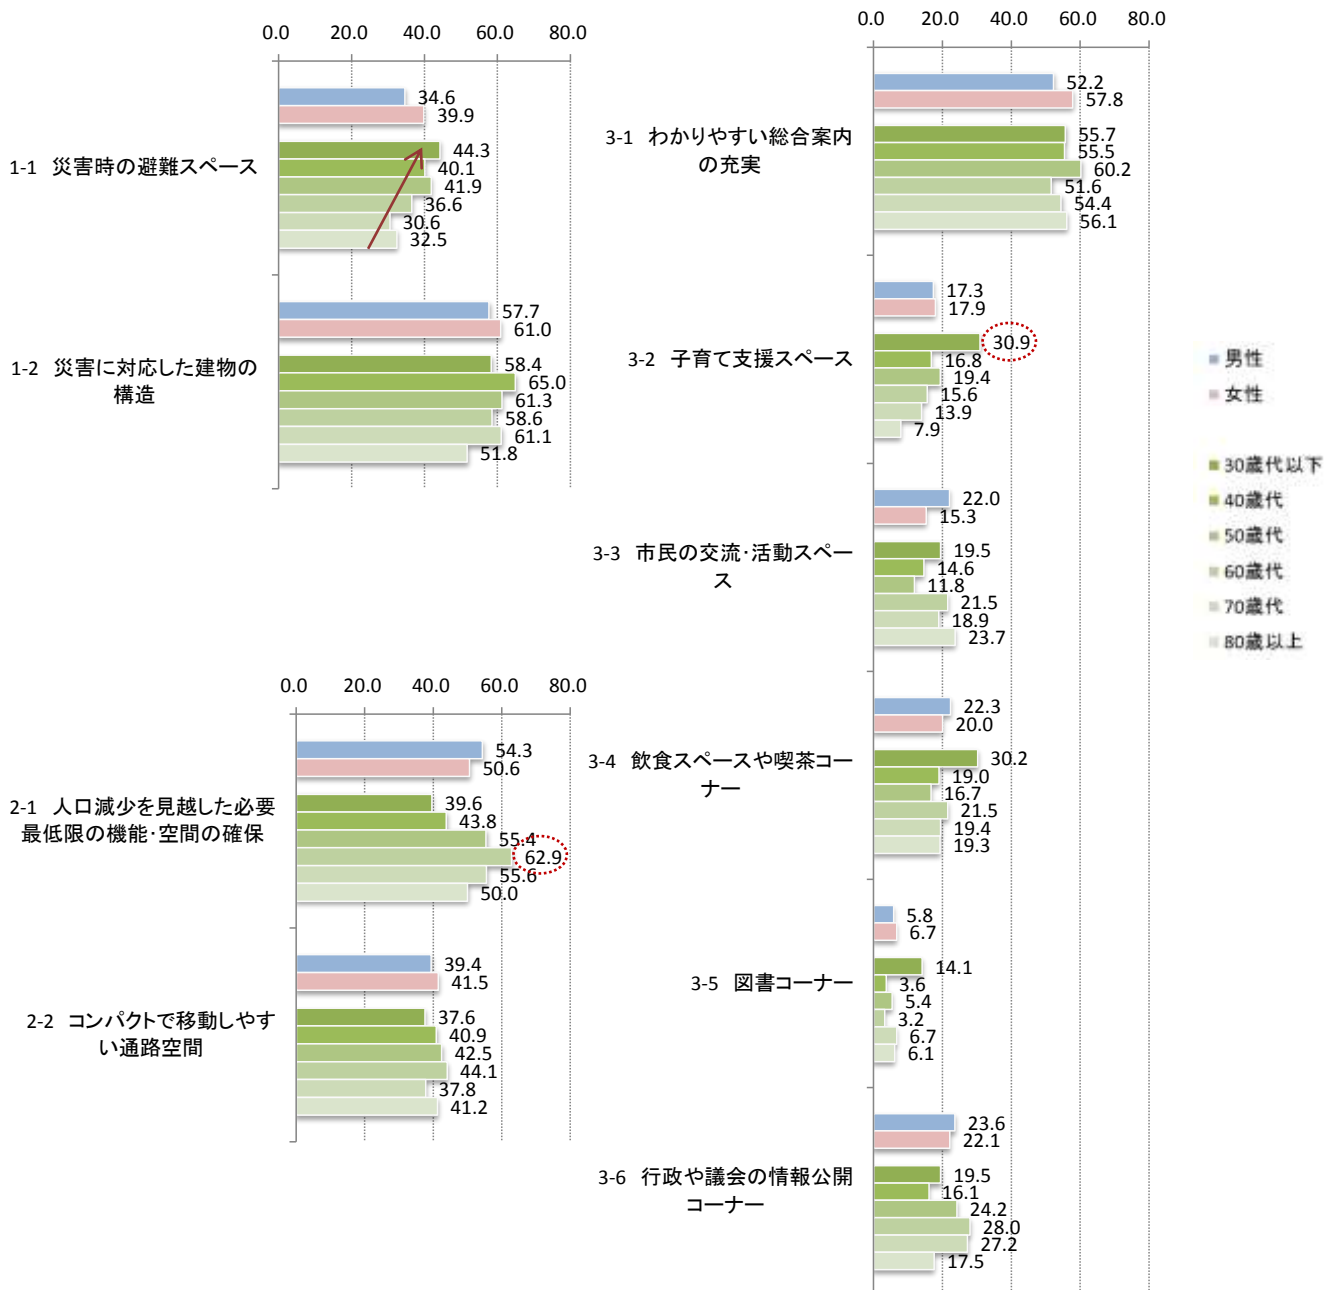 0.0 20.0 40.0 60.0 80.0
34.6
39.9
1-1 災害時の避難スペース
44.3
40.1
41.9
36.6
30.6
32.5
57.7
61.0
1-2 災害に対応した建物の
構造
58.4
65.0
61.3
58.6
61.1
51.8
0.0 20.0 40.0 60.0 80.0
54.3
50.6
2-1 人口減少を見越した必要
最低限の機能・空間の確保
39.6
43.8
55.4
62.9
55.6
50.0
39.4
41.5
2-2 コンパクトで移動しやす
い通路空間
37.6
40.9
42.5
44.1
37.8
41.2
0.0 20.0 40.0 60.0 80.0
52.2
57.8
3-1 わかりやすい総合案内
の充実
55.7
55.5
60.2
51.6
54.4
56.1
17.3
17.9
3-2 子育て支援スペース
30.9
16.8
19.4
15.6
13.9
7.9
22.0
15.3
3-3 市民の交流・活動スペー
ス
19.5
14.6
11.8
21.5
18.9
23.7
22.3
20.0
3-4 飲食スペースや喫茶コー
ナー
30.2
19.0
16.7
21.5
19.4
19.3
5.8
6.7
3-5 図書コーナー
14.1
3.6
5.4
3.2
6.7
6.1
23.6
22.1
3-6 行政や議会の情報公開
コーナー
19.5
16.1
24.2
28.0
27.2
17.5
男性
女性
30歳代以下
40歳代
50歳代
60歳代
70歳代
80歳以上